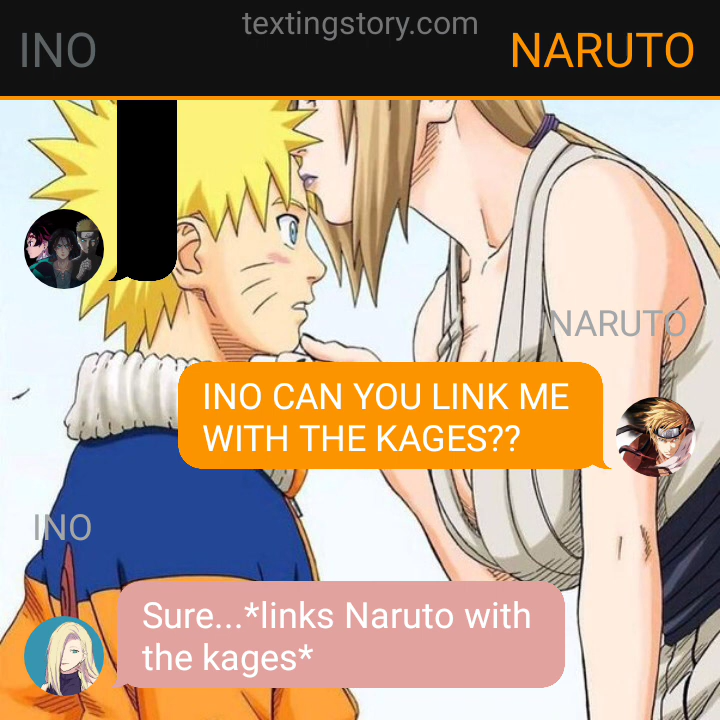 textingstory.com
INO
NARUTO
NARUTO
INO CAN YOU LINK ME
WITH THE KAGES??
INO
Sure...*links Naruto with
the kages*